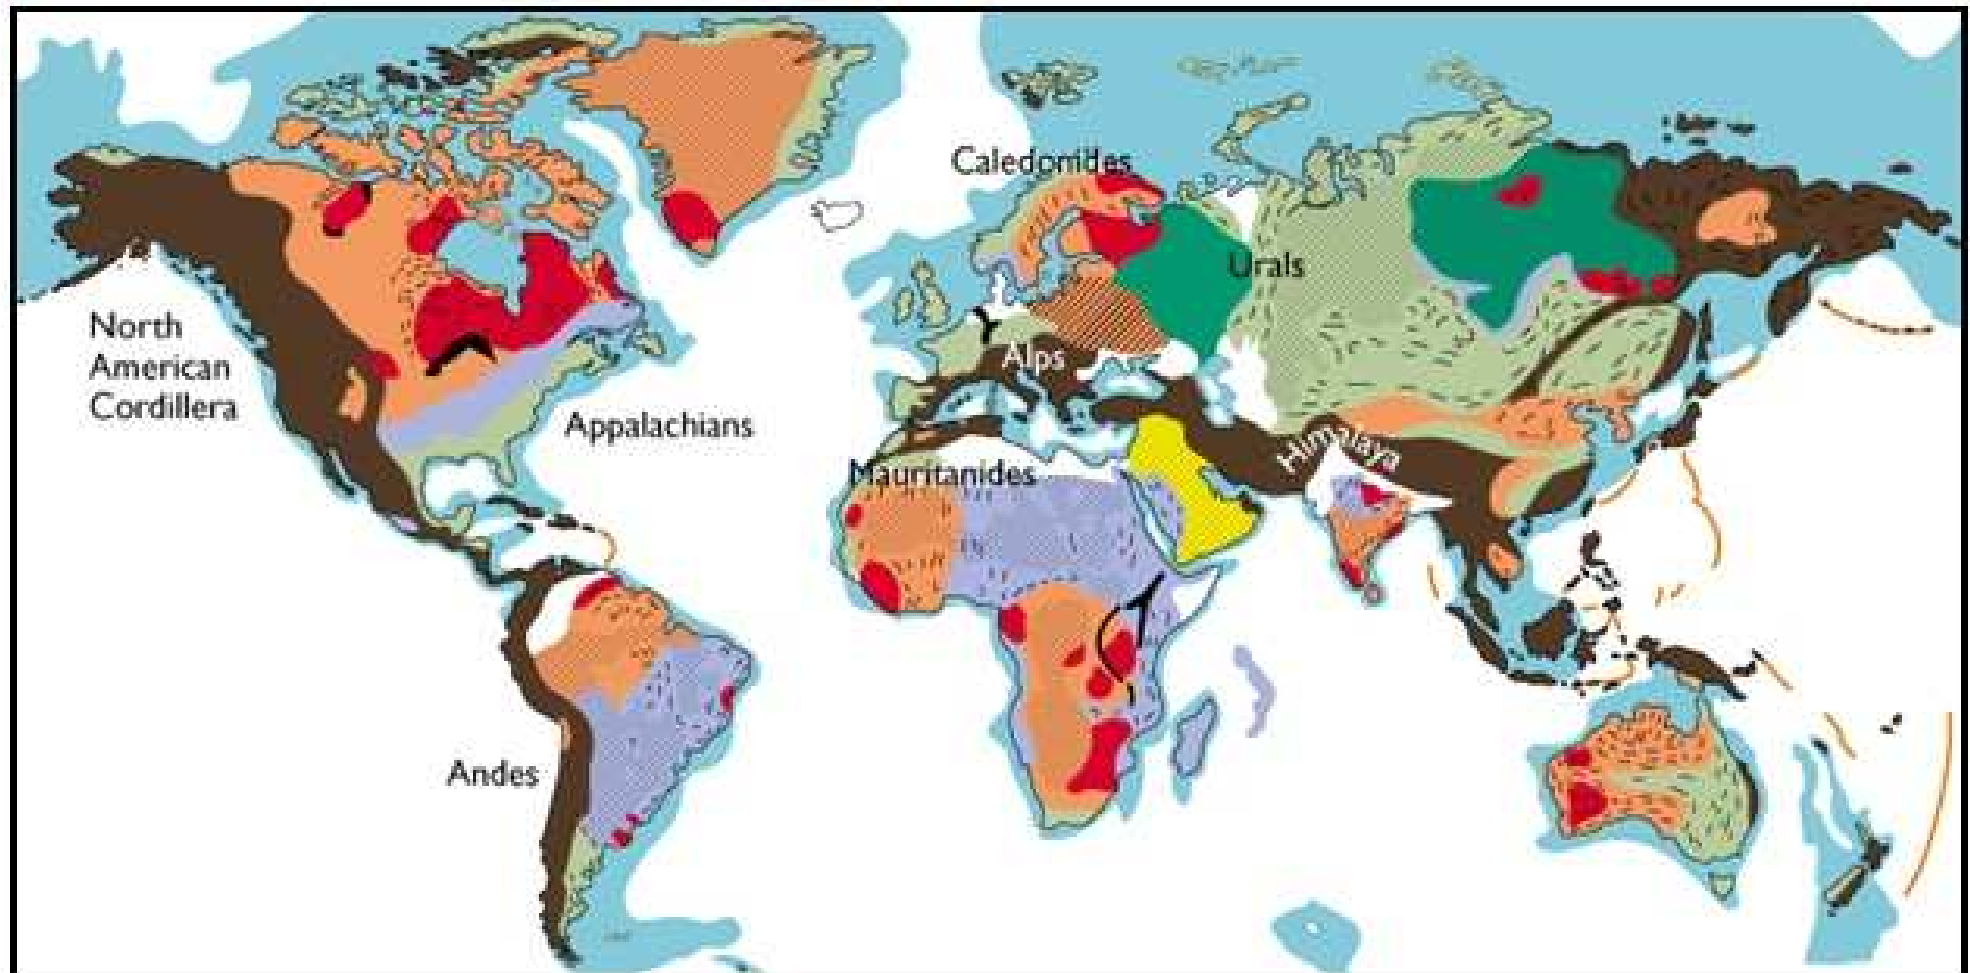 Caledonides
Urals
North
American
Cordillera
Alps
Appalachians
Himalaya
Mauritanides
Andes